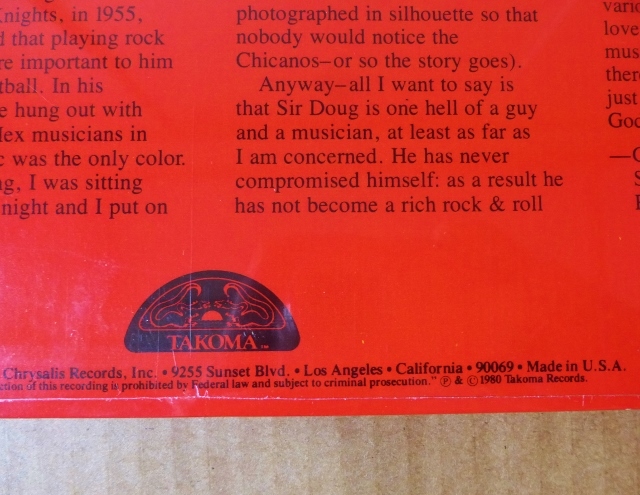 Knights, in 1955,
d that playing rock
re important to him
tball. In his
e hung out with
Mex musicians in
c was the only color.
ng, I was sitting
night and I put on
photographed in silhouette so that
nobody would notice the
Chicanos—or so the story goes).
Anyway—all I want to say is
that Sir Doug is one hell of a guy
and a musician, at least as far as
I am concerned. He has never
compromised himself: as a result he
has not become a rich rock & roll
love
mus
there
just
God
TAKOMA™
Chrysalis Records, Inc. • 9255 Sunset Blvd. • Los Angeles • California • 90069 • Made in U.S.A.
ction of this recording is prohibited by Federal law and subject to criminal prosecution." ℗ & © 1980 Takoma Records.